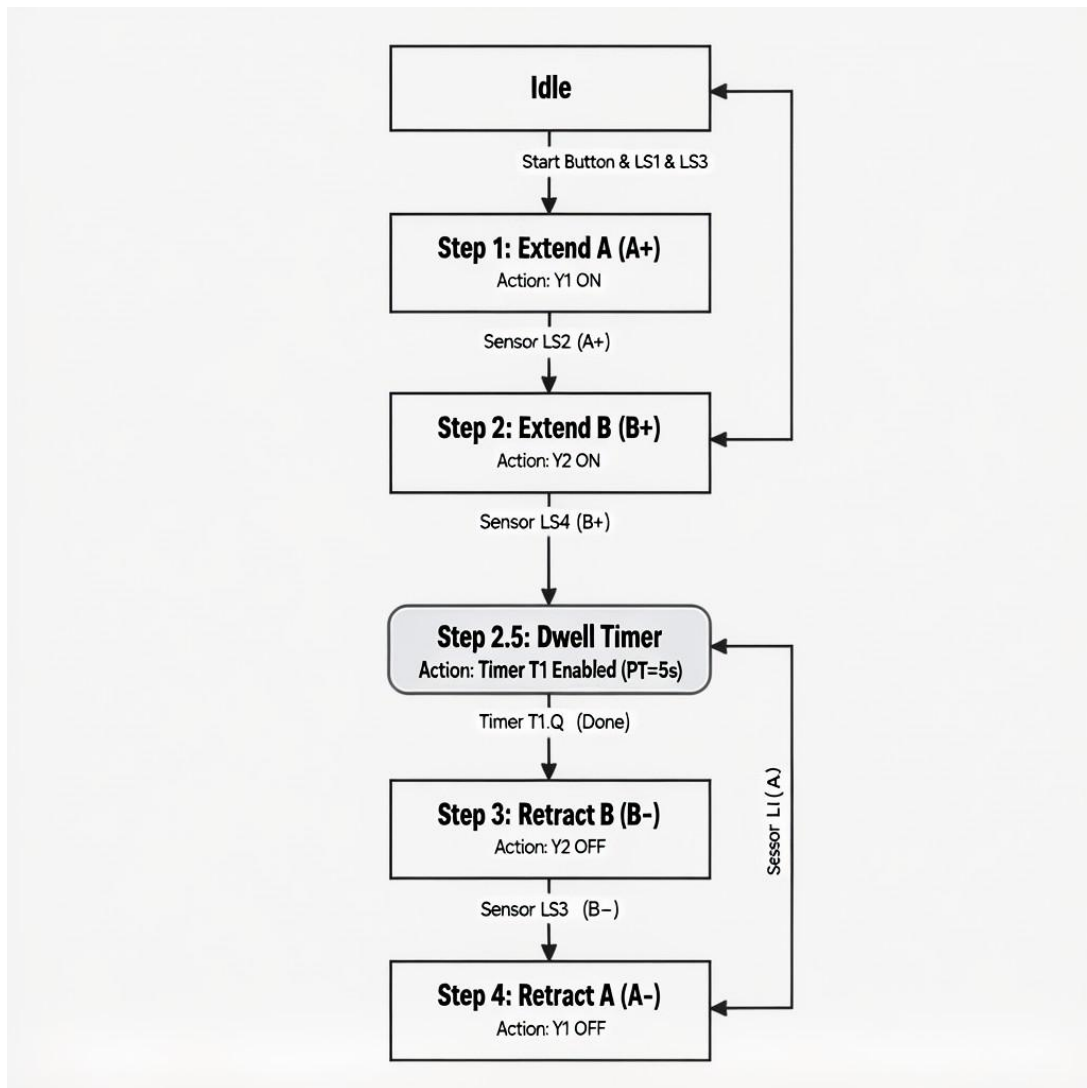 Idle
Start Button & LS1 & LS3
Step 1: Extend A (A+)
Action: Y1 ON
Sensor LS2 (A+)
Step 2: Extend B (B+)
Action: Y2 ON
Sensor LS4 (B+)
Step 2.5: Dwell Timer
Action: Timer T1 Enabled (PT=5s)
Timer T1.Q (Done)
Step 3: Retract B (B-)
Action: Y2 OFF
Sessor L1 (A)
Sensor LS3 (B-)
Step 4: Retract A (A-)
Action: Y1 OFF